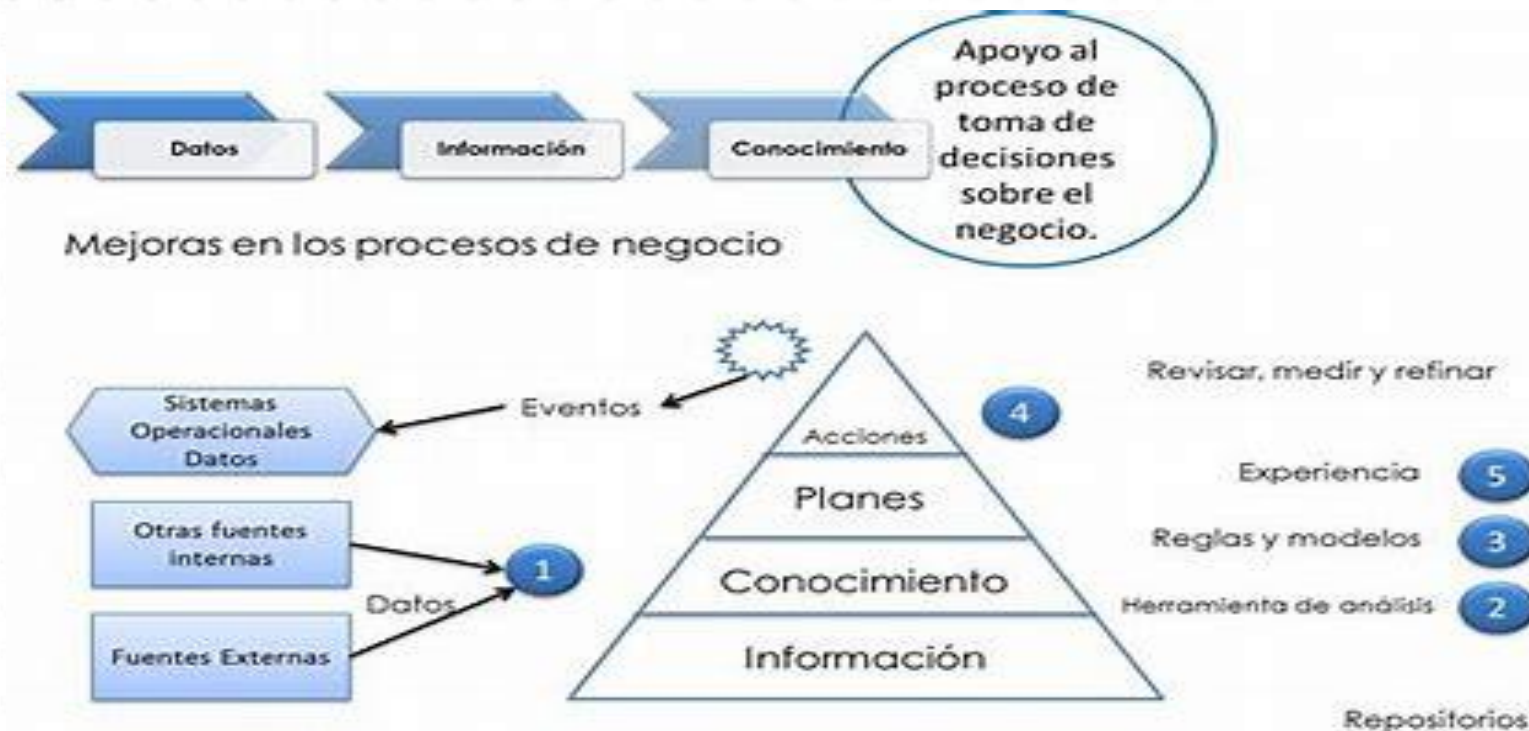 Apoyo al
proceso de
toma de
decisiones
sobre el
negocio.
Datos
Información
Conocimiento
Mejoras en los procesos de negocio
Sistemas
Operacionales
Datos
Eventos
Otras fuentes
internas
Datos
Fuentes Externas
1
Acciones
Planes
Conocimiento
Información
4
Revisar, medir y refinar
Experiencia
5
Reglas y modelos
3
Herramienta de análisis
2
Repositorios